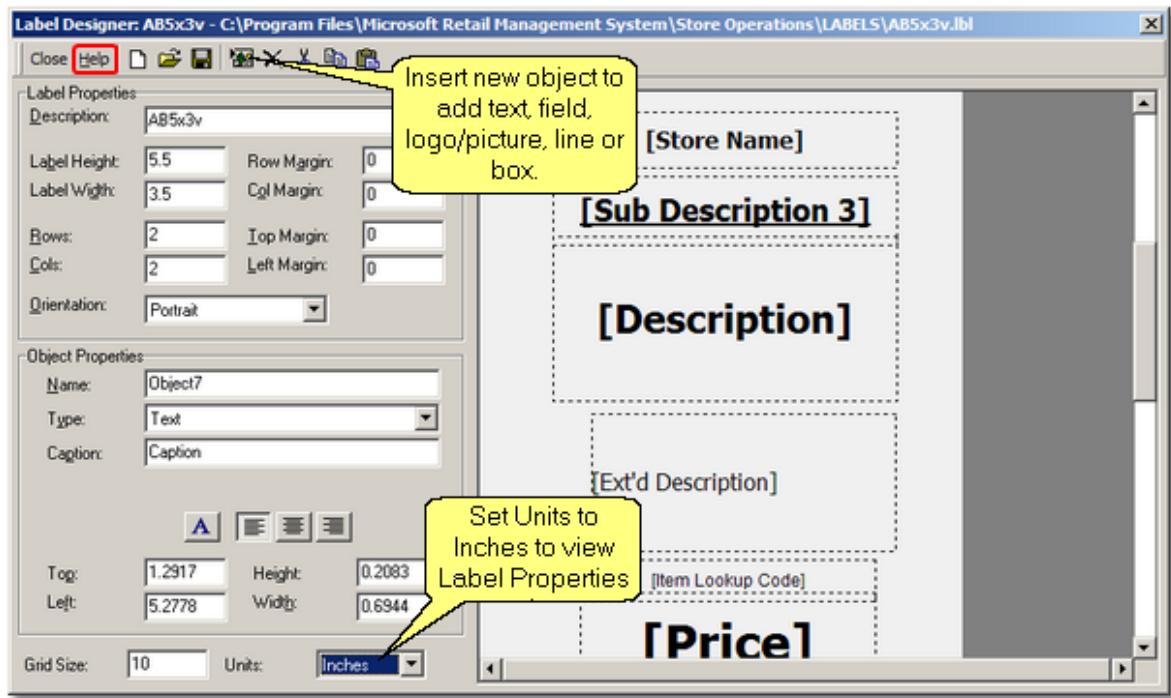 Label Designer: AB5x3v - C:\Program Files\Microsoft Retail Management System\Store Operations\LABELS\AB5x3v.lbl
Close Help
Insert new object to
add text, field,
logo/picture, line or
box.
Label Properties
Description: AB5x3v
Label Height: 5.5 Row Margin: 0
Label Width: 3.5 Col Margin: 0
Rows: 2 Top Margin: 0
Cols: 2 Left Margin: 0
Orientation: Portrait
Object Properties
Name: Object7
Type: Text
Caption: Caption
A
Set Units to
Inches to view
Label Properties
Top: 1.2917 Height: 0.2083
Left: 5.2778 Width: 0.6944
Grid Size: 10 Units: Inches
[Store Name]
[Sub Description 3]
[Description]
[Ext'd Description]
[Item Lookup Code]
[Price]